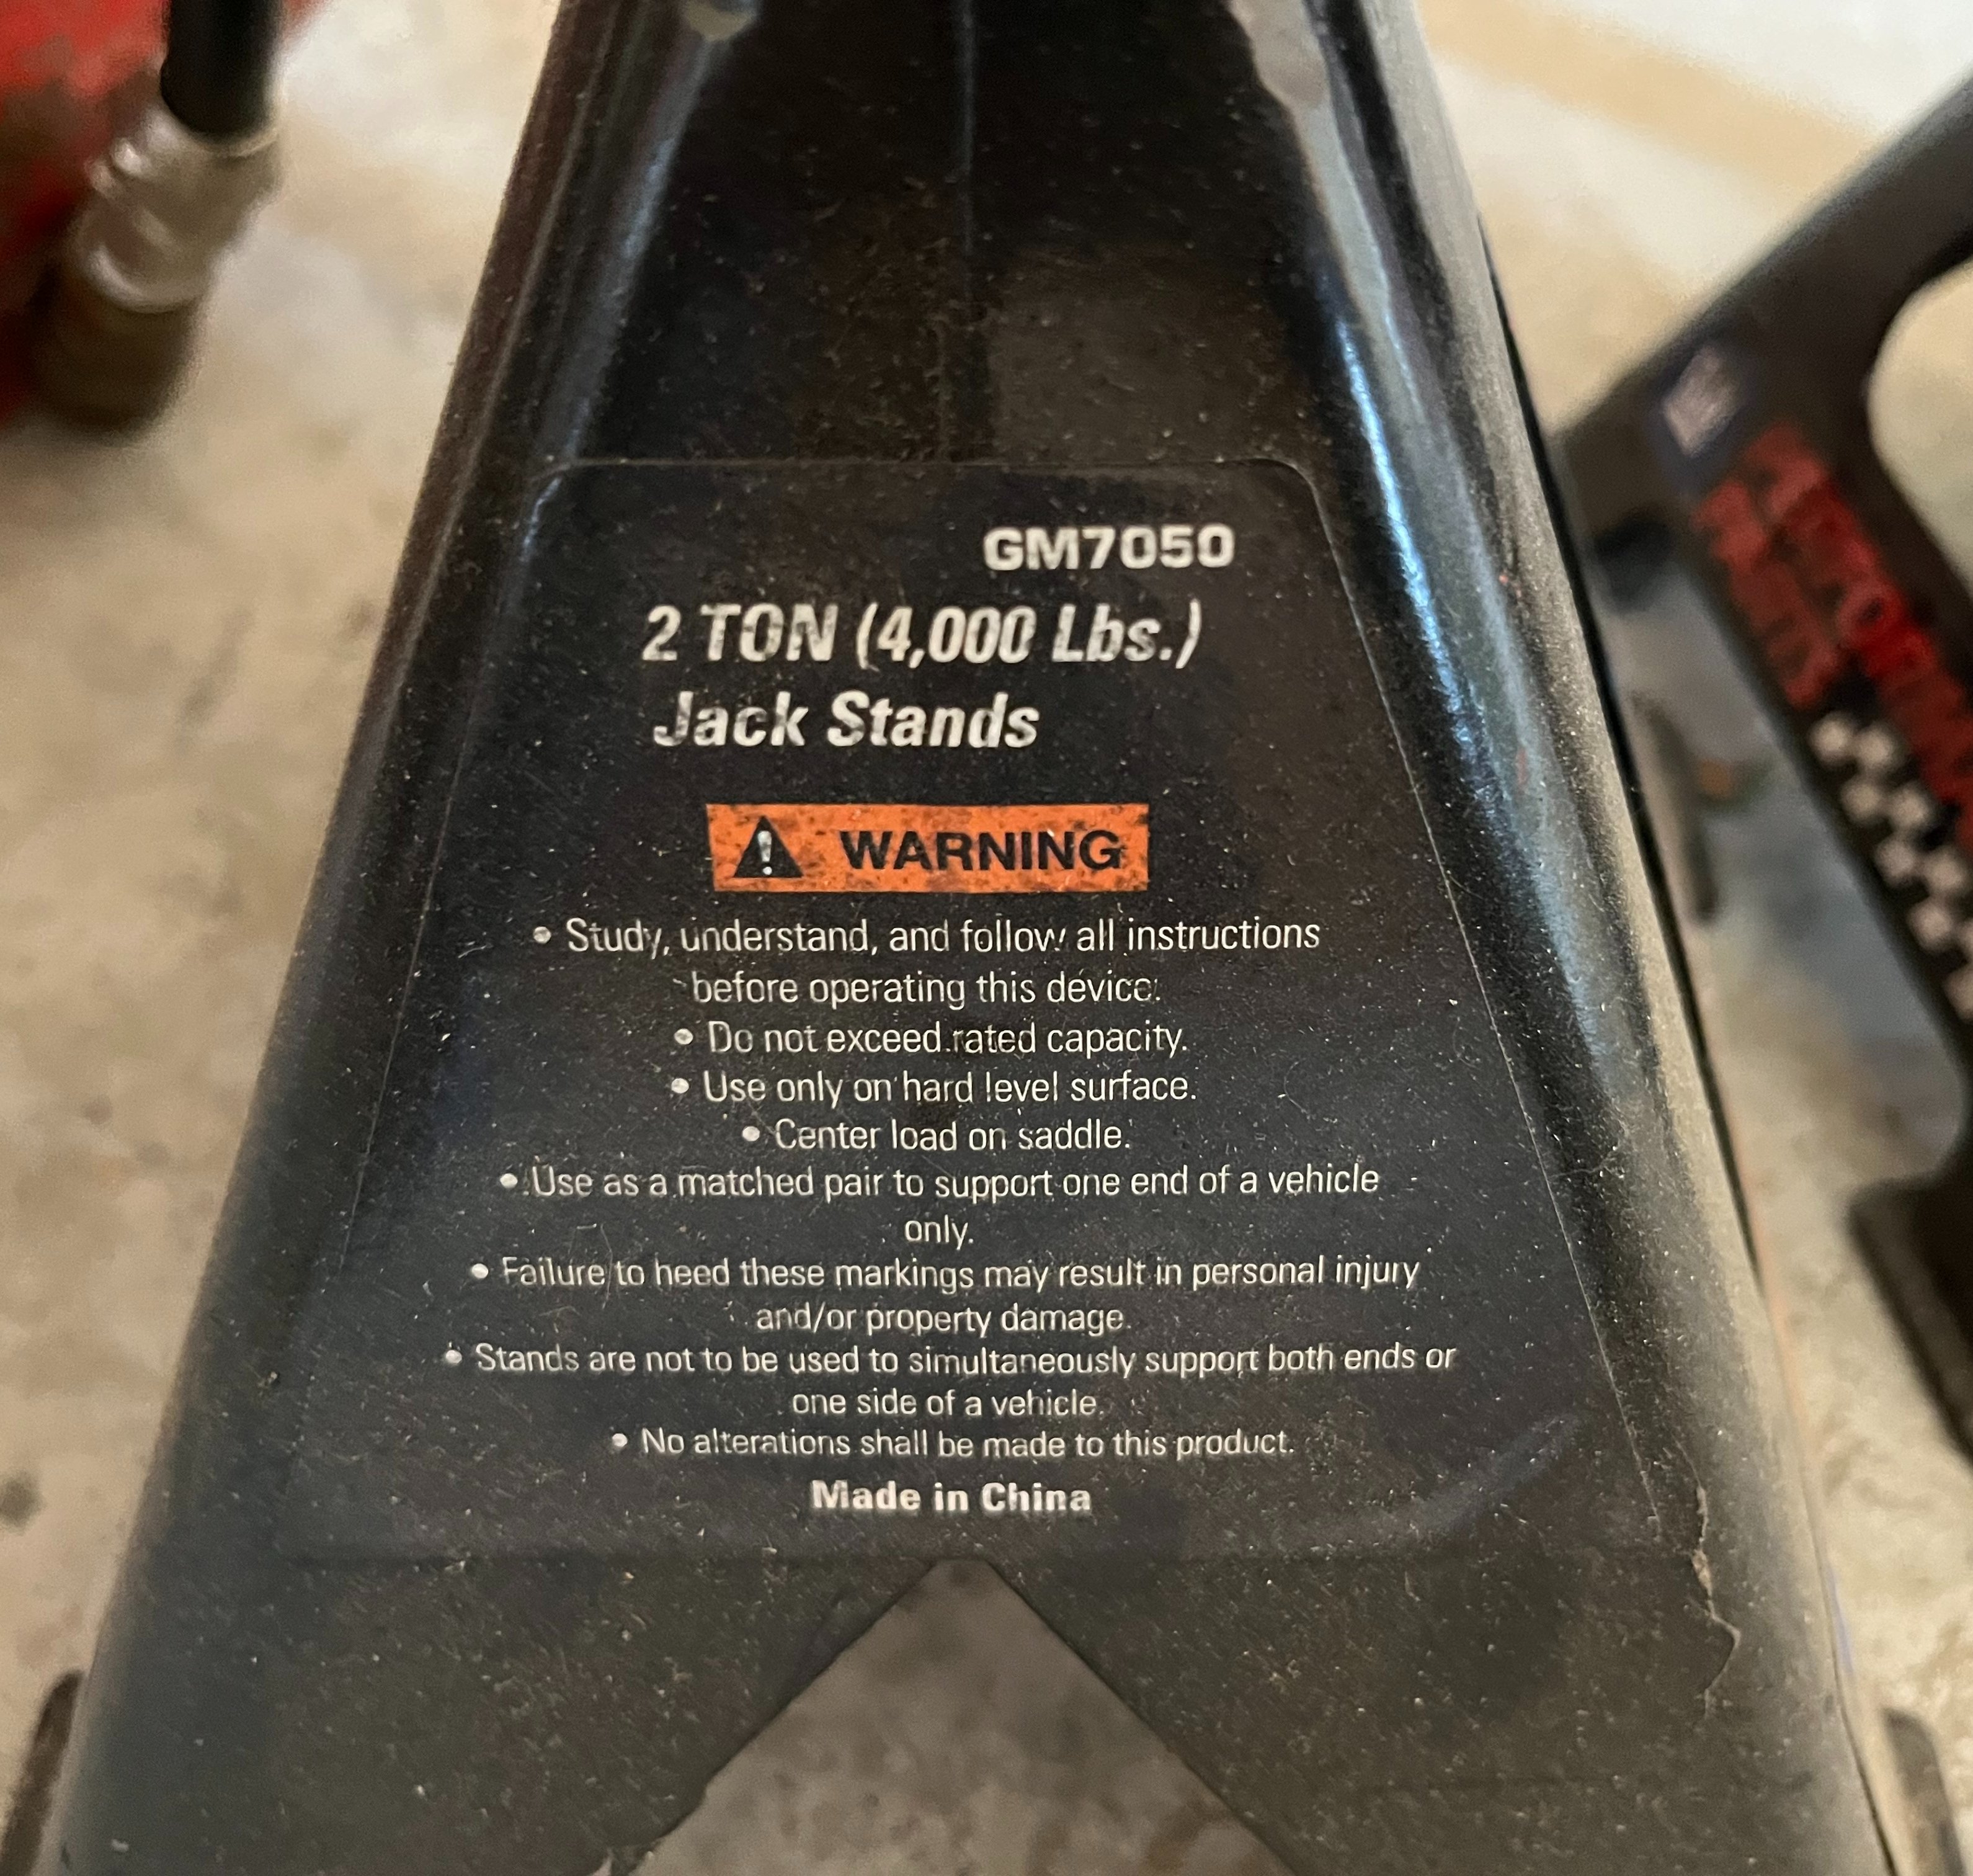 GM7050
2 TON (4,000 Lbs.)
Jack Stands
WARNING
• Study, understand, and follow all instructions
before operating this device.
• Do not exceed rated capacity.
• Use only on hard level surface.
• Center load on saddle.
• Use as a matched pair to support one end of a vehicle
only.
• Failure to heed these markings may result in personal injury
and/or property damage.
• Stands are not to be used to simultaneously support both ends or
one side of a vehicle.
• No alterations shall be made to this product.
Made in China